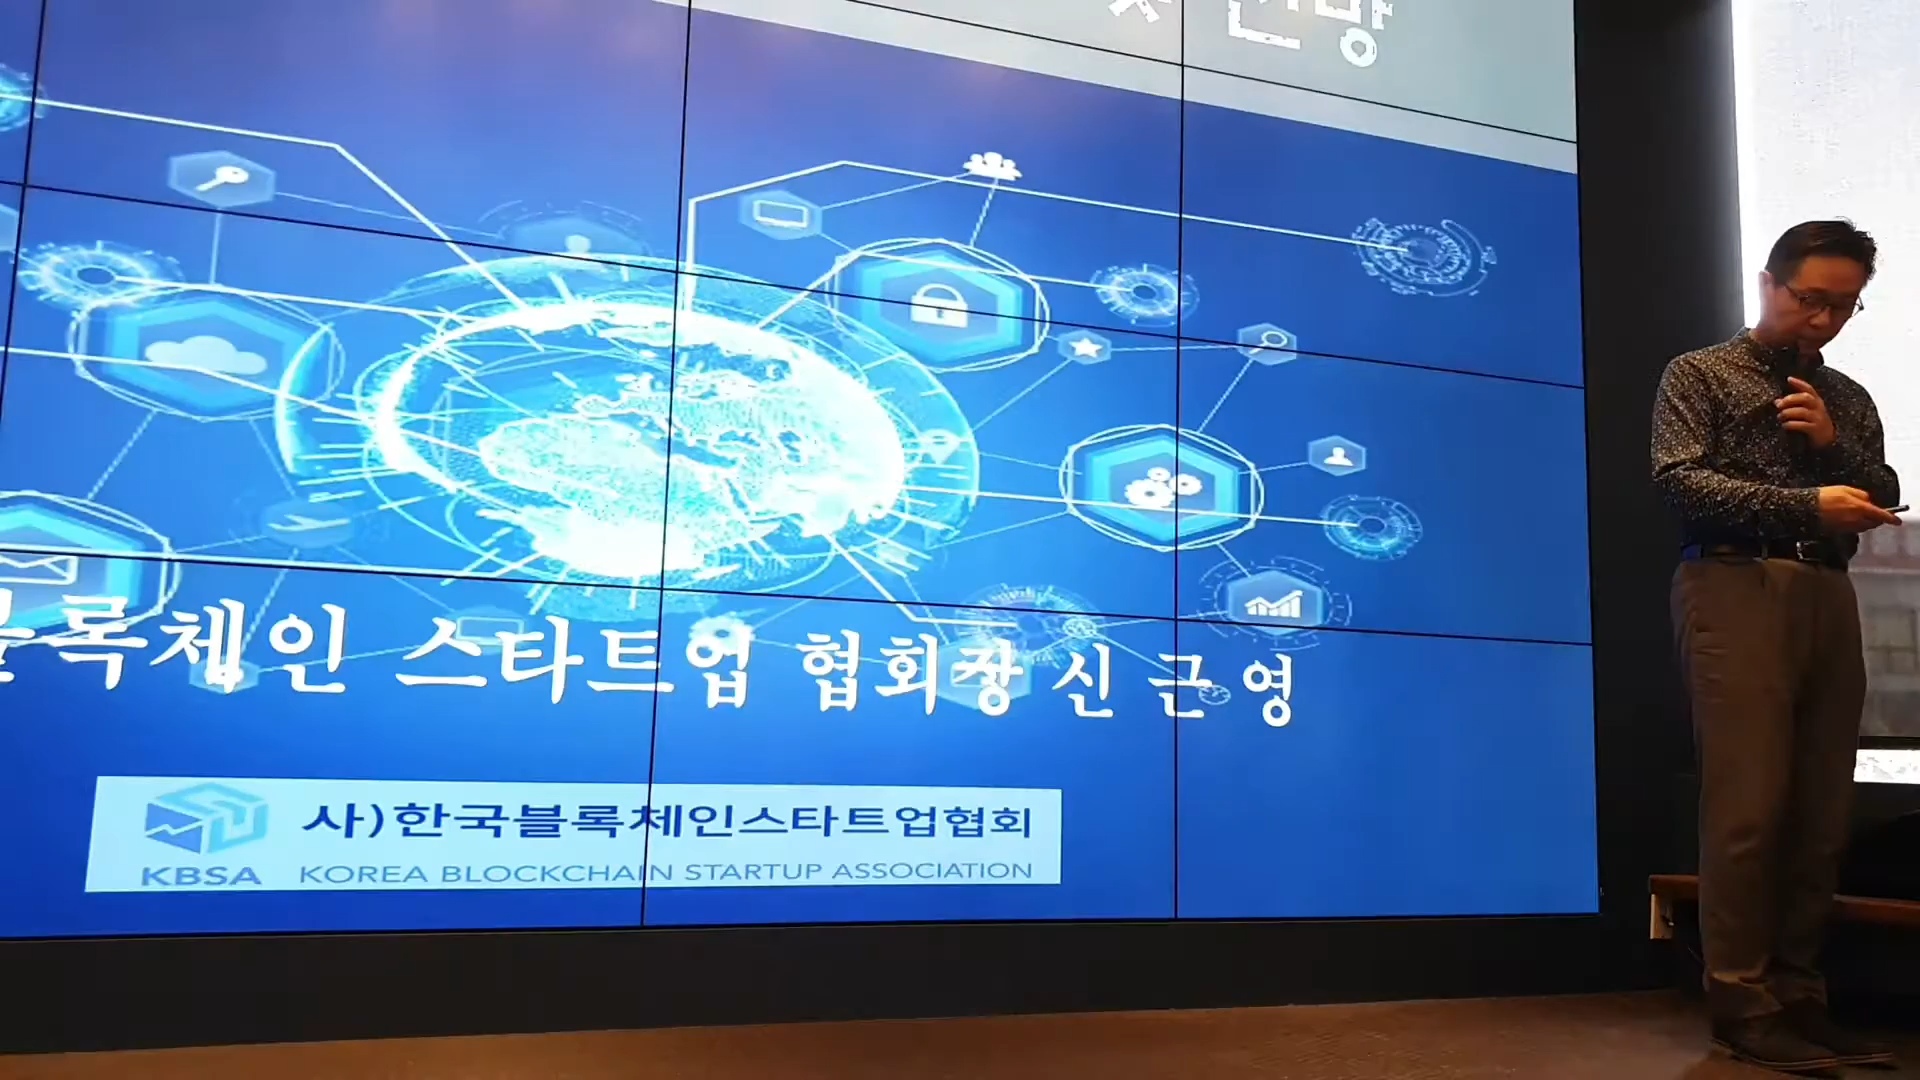 망
블록체인 스타트업 협회장 신 근 영
사)한국블록체인스타트업협회
KBSA KOREA BLOCKCHAIN STARTUP ASSOCIATION